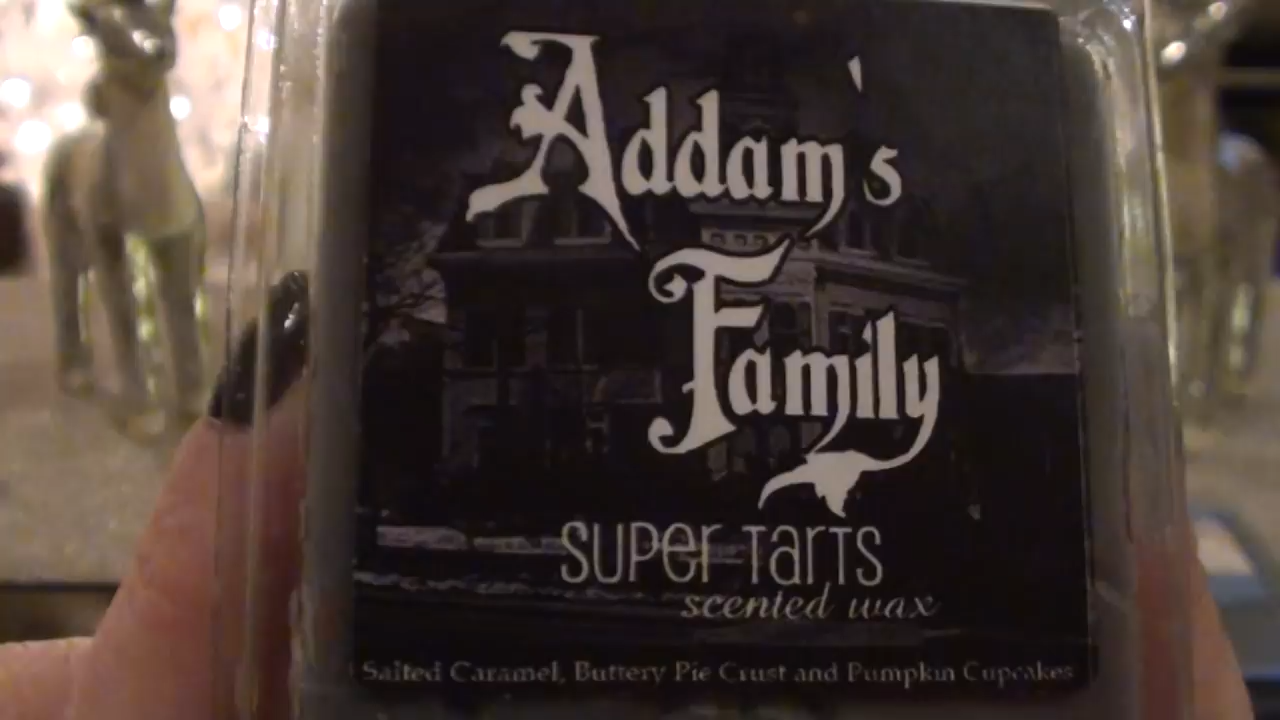 Addam's
Family
Super Tarts
scented wax
Salted Caramel, Buttery Pie Crust and Pumpkin Cupcakes